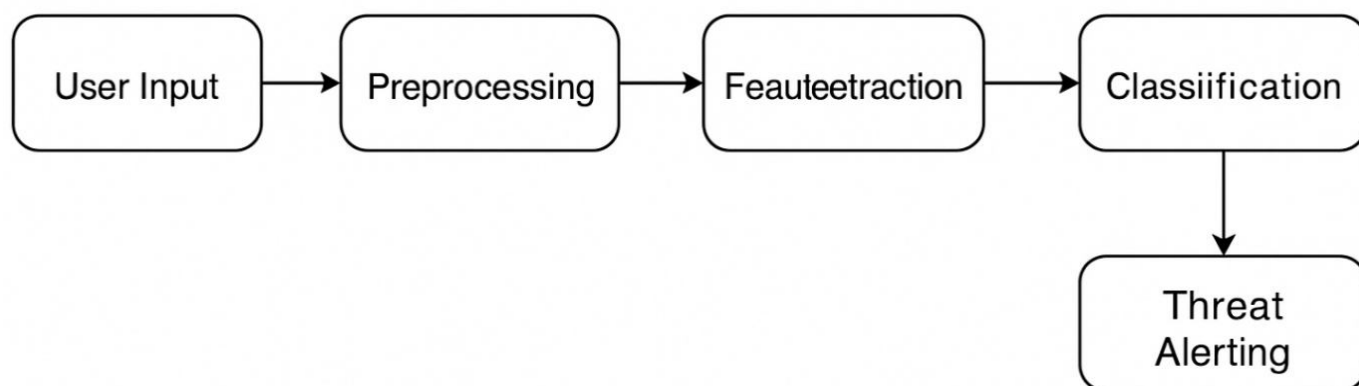 User Input
Preprocessing
Feauteetraction
Classiification
Threat
Alerting